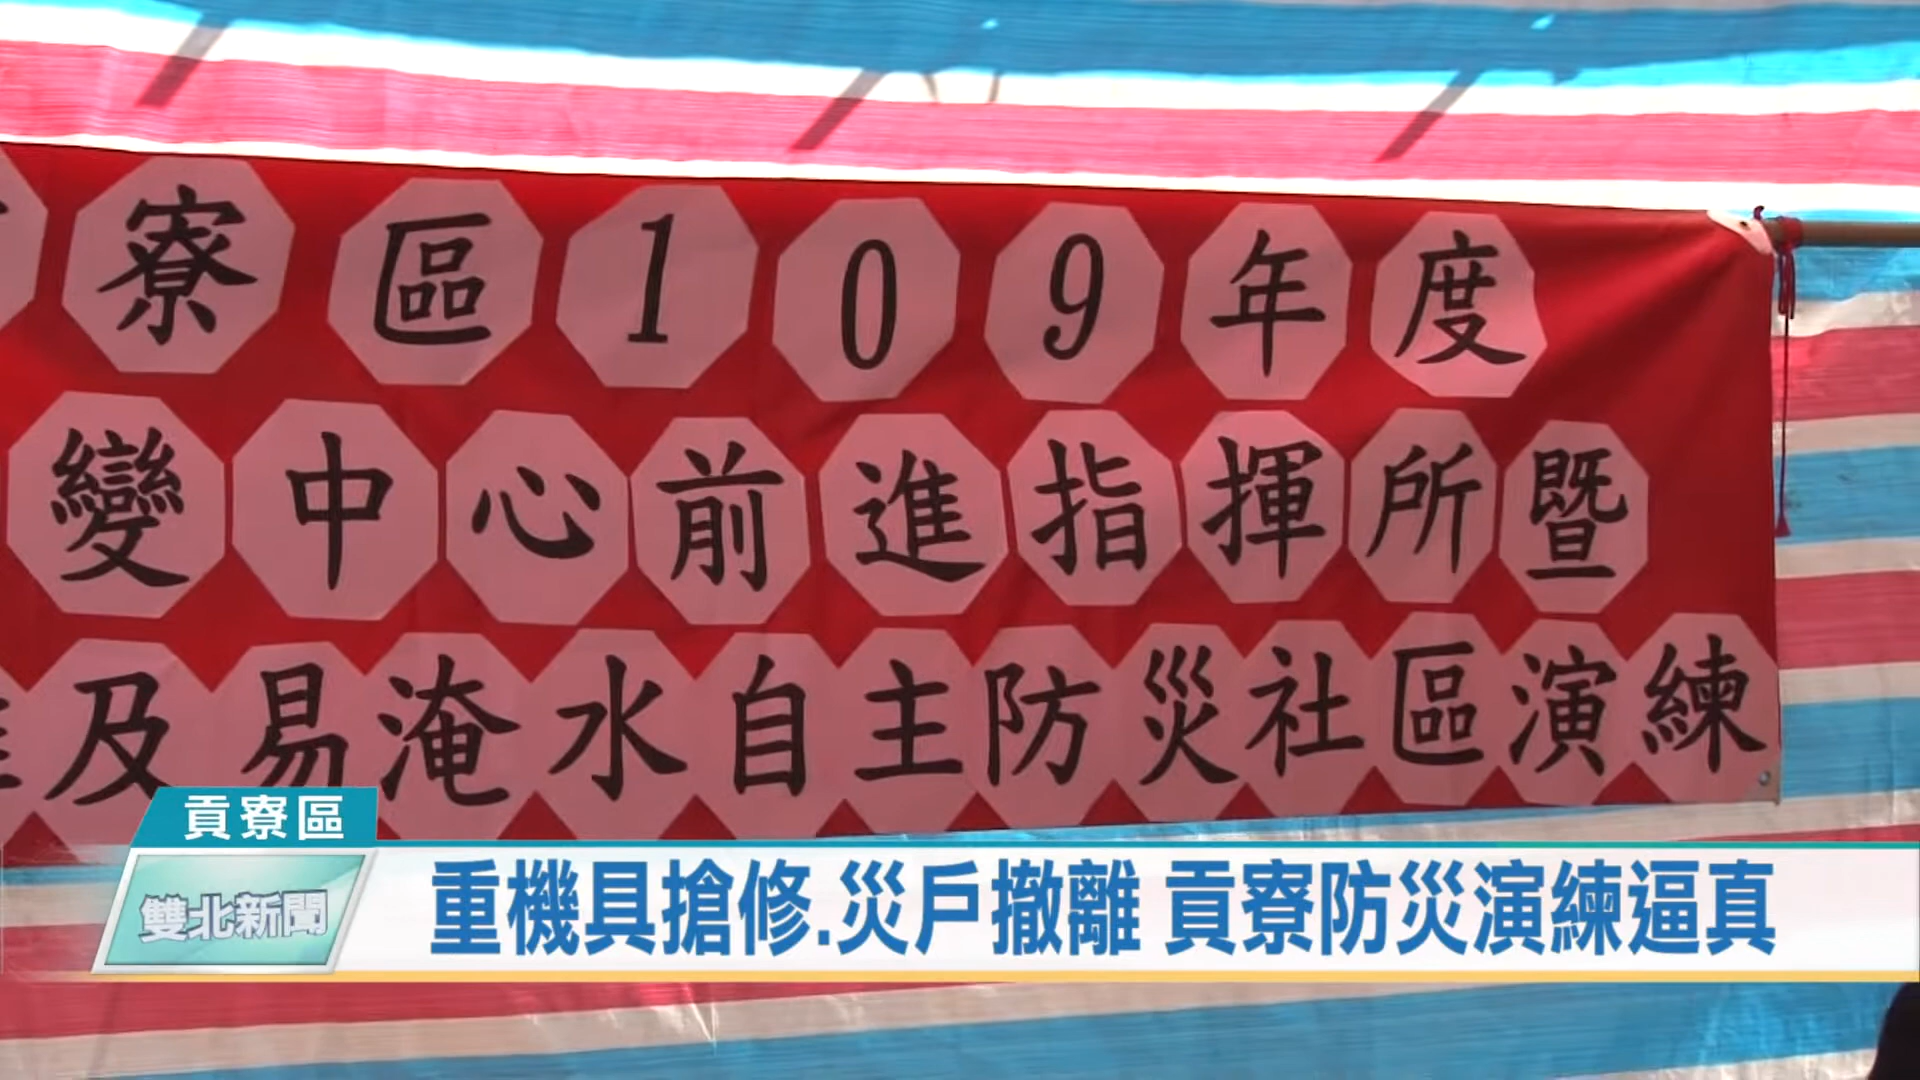 寮區109年度
變中心前進指揮所暨
及易淹水自主防災社區演練
貢寮區
雙北新聞
重機具搶修.災戶撤離 貢寮防災演練逼真